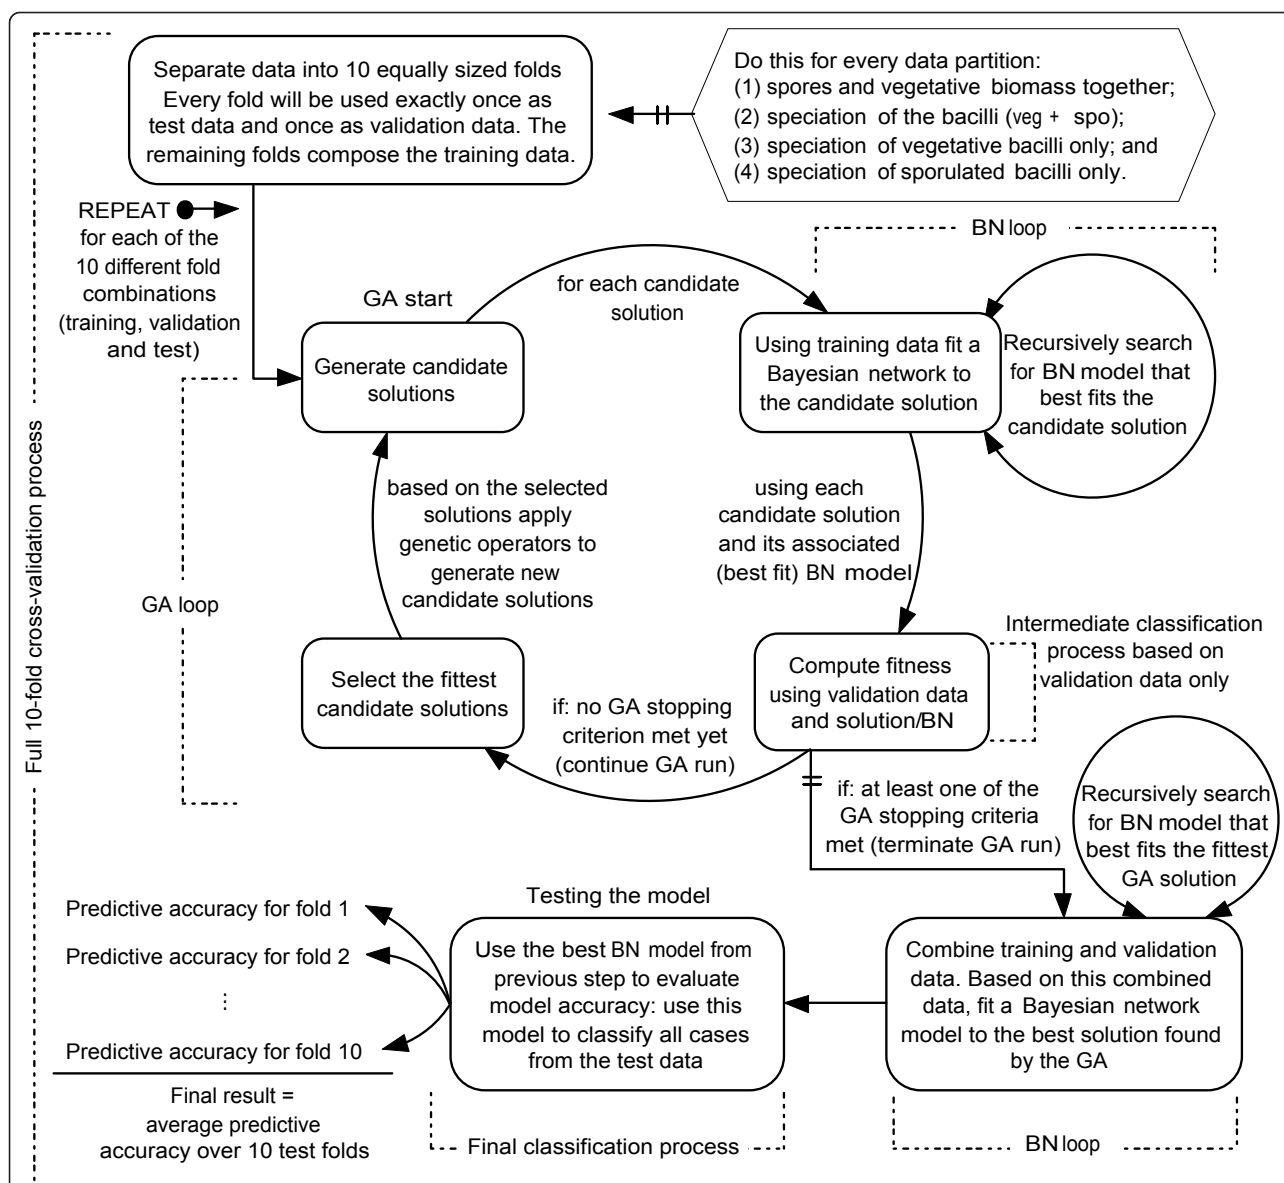 Separate data into 10 equally sized folds
Every fold will be used exactly once as
test data and once as validation data. The
remaining folds compose the training data.
Do this for every data partition:
(1) spores and vegetative biomass together;
(2) speciation of the bacilli (veg + spo);
(3) speciation of vegetative bacilli only; and
(4) speciation of sporulated bacilli only.
REPEAT
for each of the
10 different fold
combinations
(training, validation
and test)
BN loop
GA start
for each candidate
solution
Generate candidate
solutions
Using training data fit a
Bayesian network to
the candidate solution
Recursively search
for BN model that
best fits the
candidate solution
based on the selected
solutions apply
genetic operators to
generate new
candidate solutions
using each
candidate solution
and its associated
(best fit) BN model
GA loop
Full 10-fold cross-validation process
Select the fittest
candidate solutions
Compute fitness
using validation data
and solution/BN
Intermediate classification
process based on
validation data only
if: no GA stopping
criterion met yet
(continue GA run)
if: at least one of the
GA stopping criteria
met (terminate GA run)
Recursively search
for BN model that
best fits the fittest
GA solution
Testing the model
Predictive accuracy for fold 1
Predictive accuracy for fold 2
...
Predictive accuracy for fold 10
Final result =
average predictive
accuracy over 10 test folds
Use the best BN model from
previous step to evaluate
model accuracy: use this
model to classify all cases
from the test data
Combine training and validation
data. Based on this combined
data, fit a Bayesian network
model to the best solution found
by the GA
Final classification process
BN loop